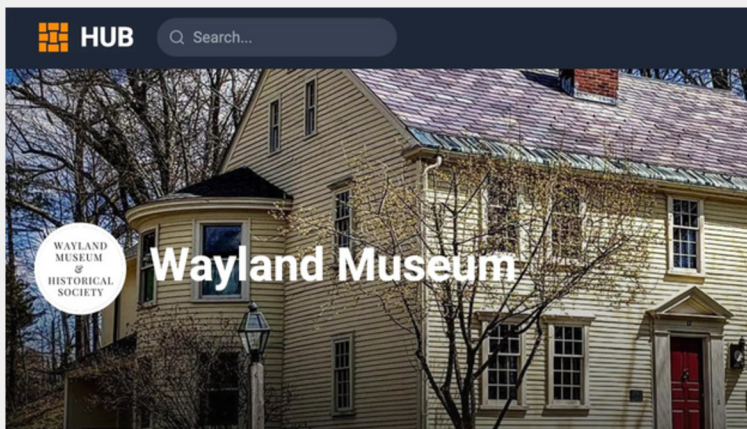 HUB
Search...
WAYLAND
MUSEUM
&
HISTORICAL
SOCIETY
Wayland Museum